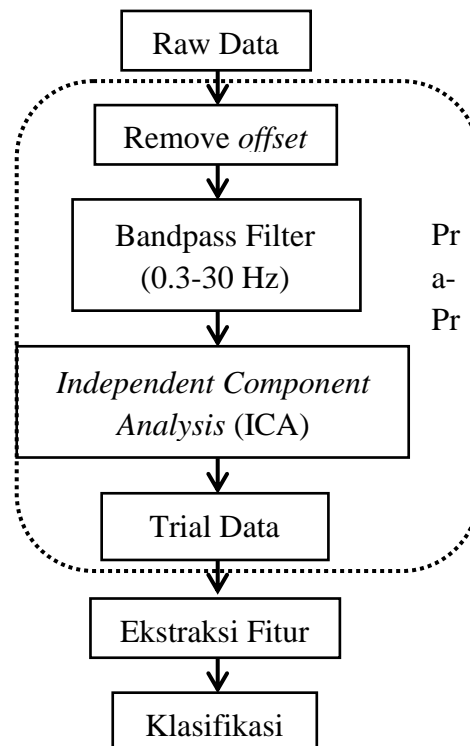 Raw Data
Remove offset
Bandpass Filter
(0.3-30 Hz)
Pr
a-
Pr
Independent Component
Analysis (ICA)
Trial Data
Ekstraksi Fitur
Klasifikasi